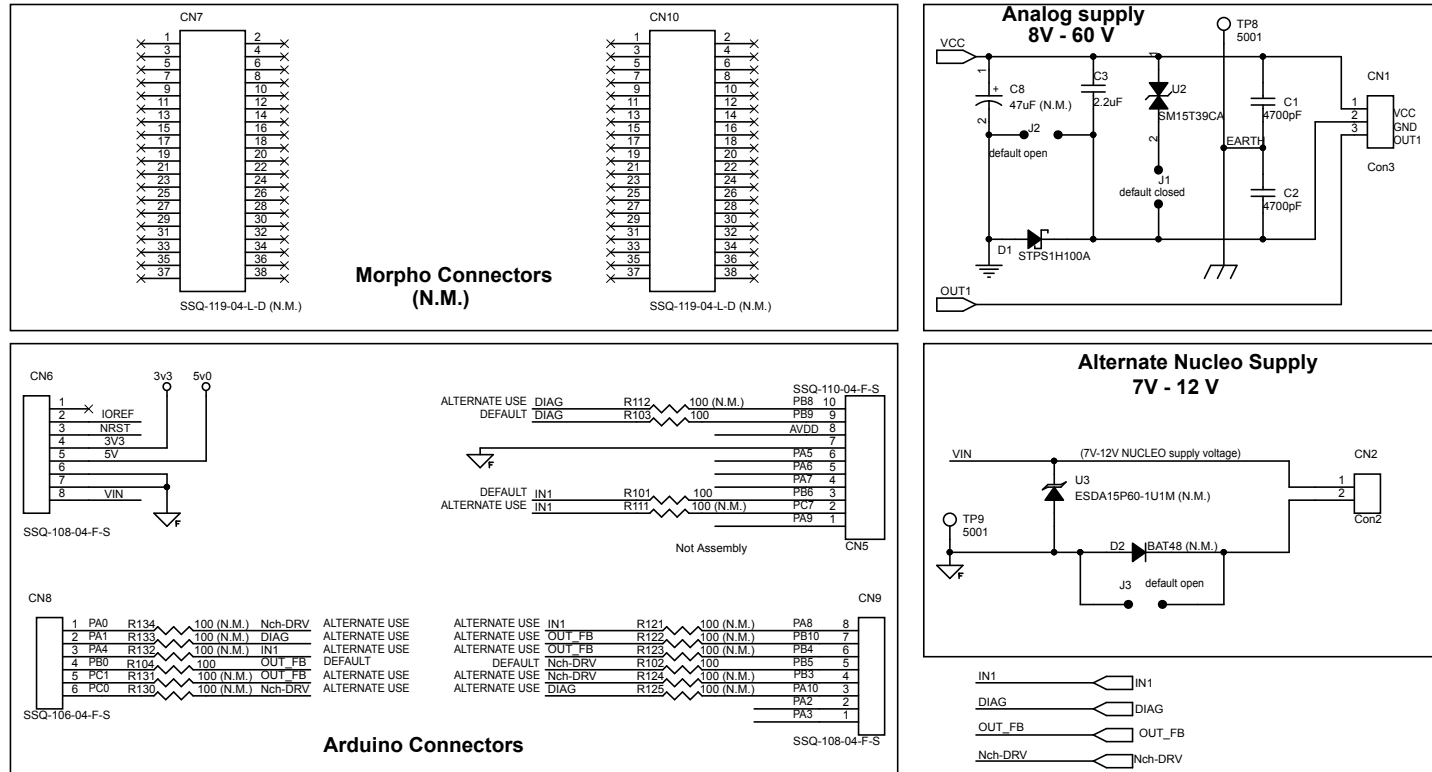 CN7
1 2
3 4
5 6
7 8
9 10
11 12
13 14
15 16
17 18
19 20
21 22
23 24
25 26
27 28
29 30
31 32
33 34
35 36
37 38
SSQ-119-04-L-D (N.M.)
Morpho Connectors
(N.M.)
CN10
1 2
3 4
5 6
7 8
9 10
11 12
13 14
15 16
17 18
19 20
21 22
23 24
25 26
27 28
29 30
31 32
33 34
35 36
37 38
SSQ-119-04-L-D (N.M.)
Analog supply
8V - 60 V
TP8
5001
VCC
1
C8
47uF (N.M.)
+
2
C3
2.2uF
J2
default open
1
U2
SM15T39CA
2
J1
default closed
C1
4700pF
EARTH
C2
4700pF
CN1
1 VCC
2 GND
3 OUT1
Con3
D1
STPS1H100A
OUT1
CN6
3v3 5v0
1
2 IOREF
3 NRST
4 3V3
5 5V
6
7
8 VIN
F
SSQ-108-04-F-S
SSQ-110-04-F-S
ALTERNATE USE DIAG R112 100 (N.M.) PB8 10
DEFAULT DIAG R103 100 PB9 9
AVDD 8
7
F
PA5 6
PA6 5
PA7 4
DEFAULT IN1 R101 100 PB6 3
ALTERNATE USE IN1 R111 100 (N.M.) PC7 2
PA9 1
Not Assembly
CN5
CN8
1 PA0 R134 100 (N.M.) Nch-DRV ALTERNATE USE
2 PA1 R133 100 (N.M.) DIAG ALTERNATE USE
3 PA4 R132 100 (N.M.) IN1 ALTERNATE USE
4 PB0 R104 100 OUT_FB DEFAULT
5 PC1 R131 100 (N.M.) OUT_FB ALTERNATE USE
6 PC0 R130 100 (N.M.) Nch-DRV ALTERNATE USE
SSQ-106-04-F-S
CN9
ALTERNATE USE IN1 R121 100 (N.M.) PA8 8
ALTERNATE USE OUT_FB R122 100 (N.M.) PB10 7
ALTERNATE USE OUT_FB R123 100 (N.M.) PB4 6
DEFAULT Nch-DRV R102 100 PB5 5
ALTERNATE USE Nch-DRV R124 100 (N.M.) PB3 4
ALTERNATE USE DIAG R125 100 (N.M.) PA10 3
PA2 2
PA3 1
SSQ-108-04-F-S
Arduino Connectors
Alternate Nucleo Supply
7V - 12 V
VIN
(7V-12V NUCLEO supply voltage)
CN2
1
2
Con2
U3
ESDA15P60-1U1M (N.M.)
TP9
5001
F
D2
BAT48 (N.M.)
J3 default open
IN1 IN1
DIAG DIAG
OUT_FB OUT_FB
Nch-DRV Nch-DRV